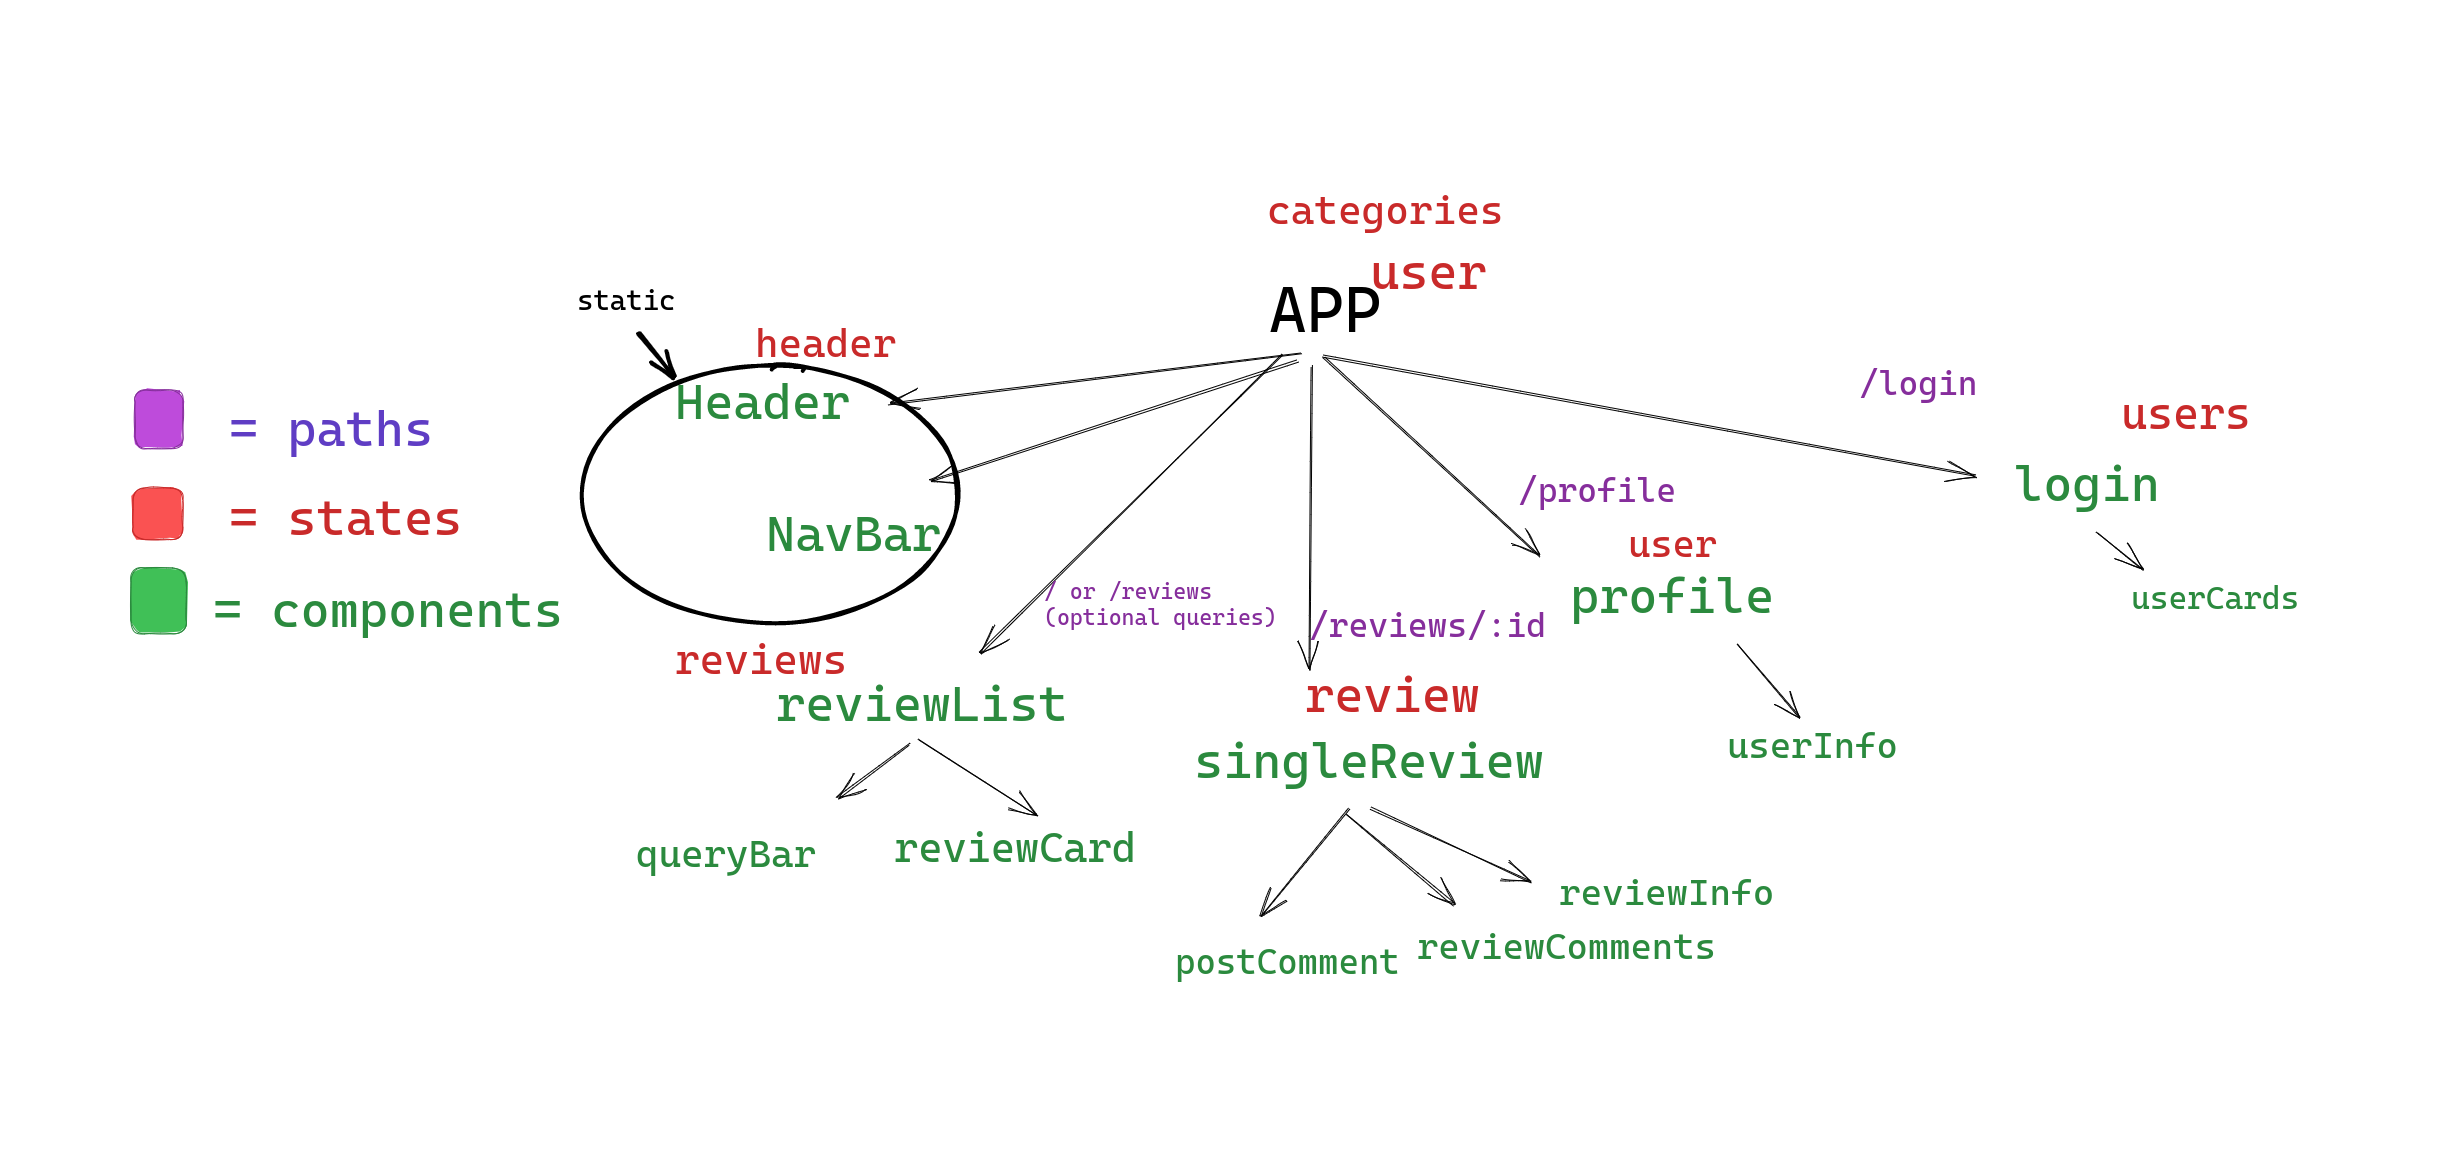 categories
user
APP
static
header
Header
NavBar
= paths
= states
= components
/login
users
login
userCards
/profile
user
profile
userInfo
/ or /reviews
(optional queries)
reviews
reviewList
queryBar
reviewCard
/reviews/:id
review
singleReview
reviewInfo
reviewComments
postComment